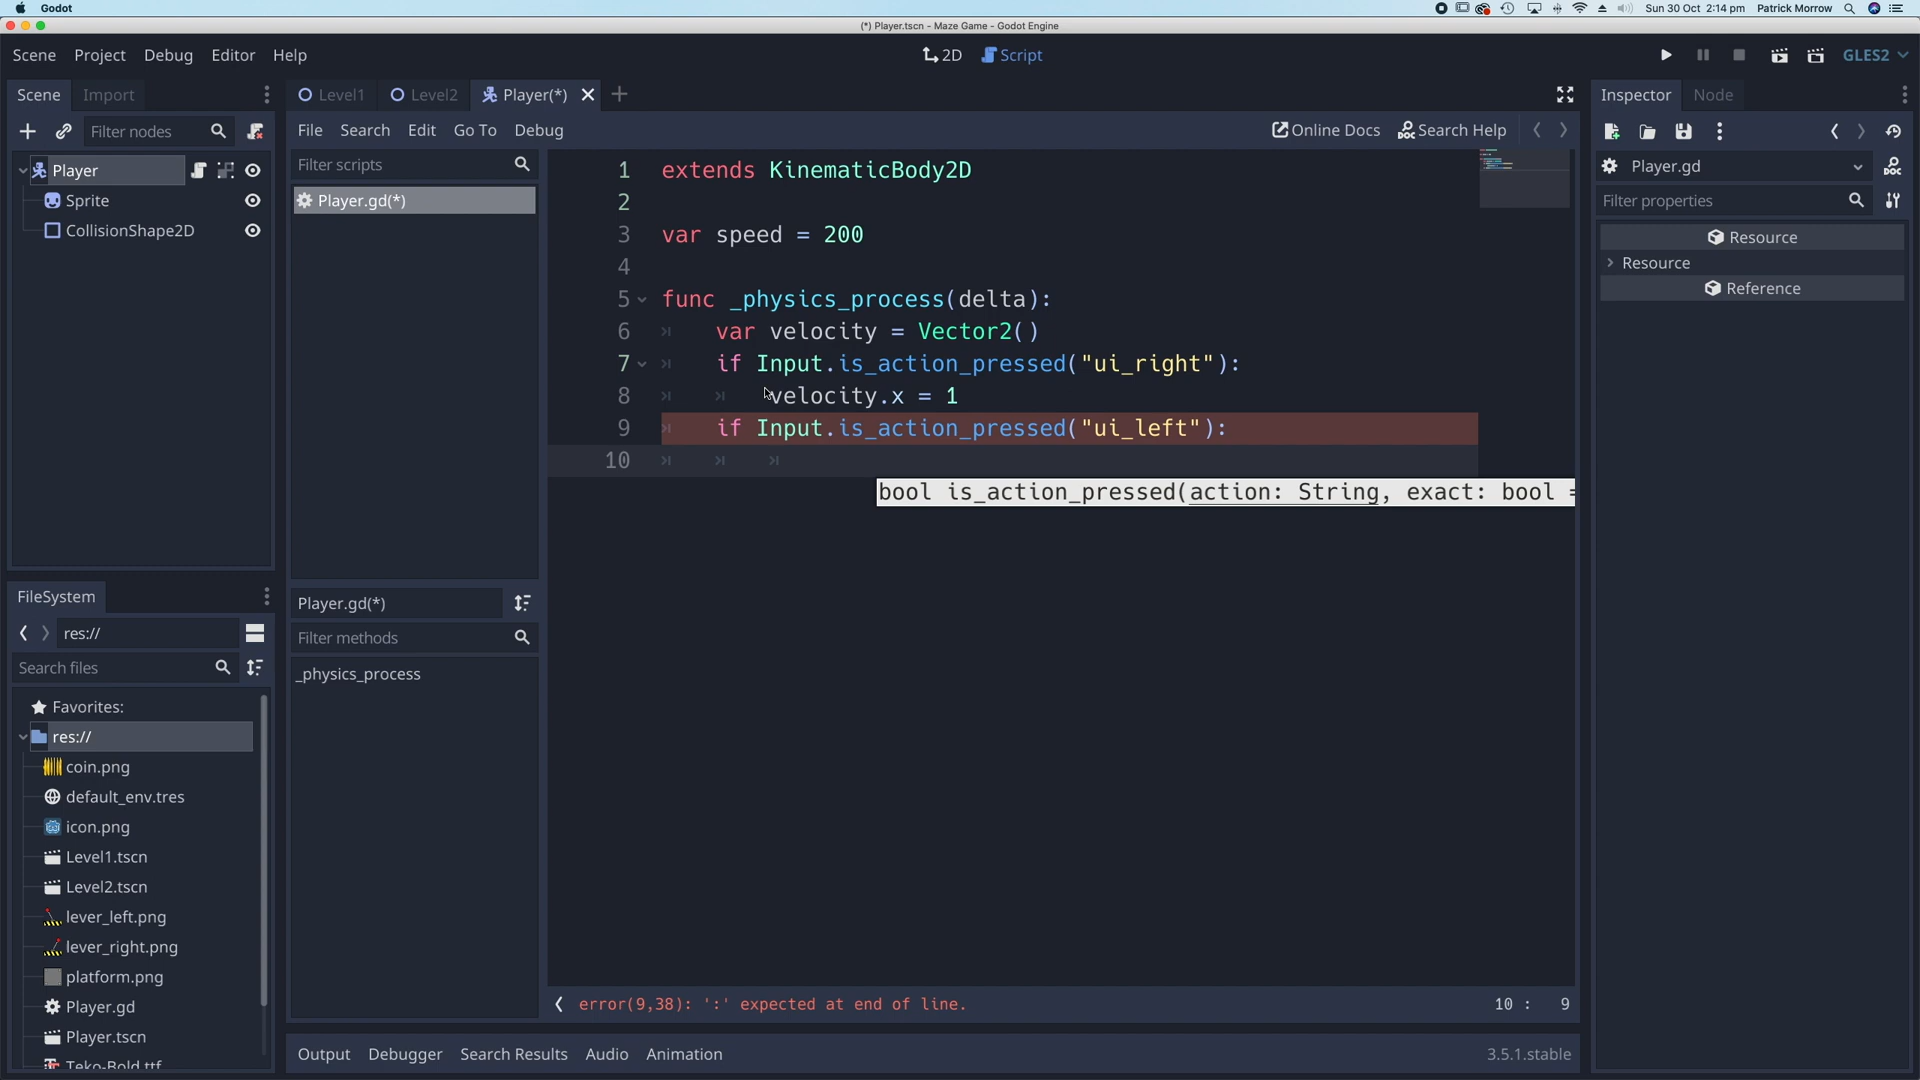 Godot
Sun 30 Oct 2:14 pm Patrick Morrow
(*) Player.tscn - Maze Game - Godot Engine
Scene Project Debug Editor Help
2D Script
GLES2
Scene Import
Level1 Level2 Player(*)
Inspector Node
Filter nodes
File Search Edit Go To Debug
Online Docs Search Help
Player
Sprite
CollisionShape2D
Filter scripts
Player.gd(*)
1 extends KinematicBody2D
2
3 var speed = 200
4
5 func _physics_process(delta):
6 var velocity = Vector2()
7 if Input.is_action_pressed("ui_right"):
8 velocity.x = 1
9 if Input.is_action_pressed("ui_left"):
10
bool is_action_pressed(action: String, exact: bool =
Player.gd
Filter properties
Resource
Resource
Reference
FileSystem
res://
Search files
Favorites:
res://
coin.png
default_env.tres
icon.png
Level1.tscn
Level2.tscn
lever_left.png
lever_right.png
platform.png
Player.gd
Player.tscn
Teko-Bold.ttf
Player.gd(*)
Filter methods
_physics_process
error(9,38): ':' expected at end of line.
10 : 9
Output Debugger Search Results Audio Animation
3.5.1.stable